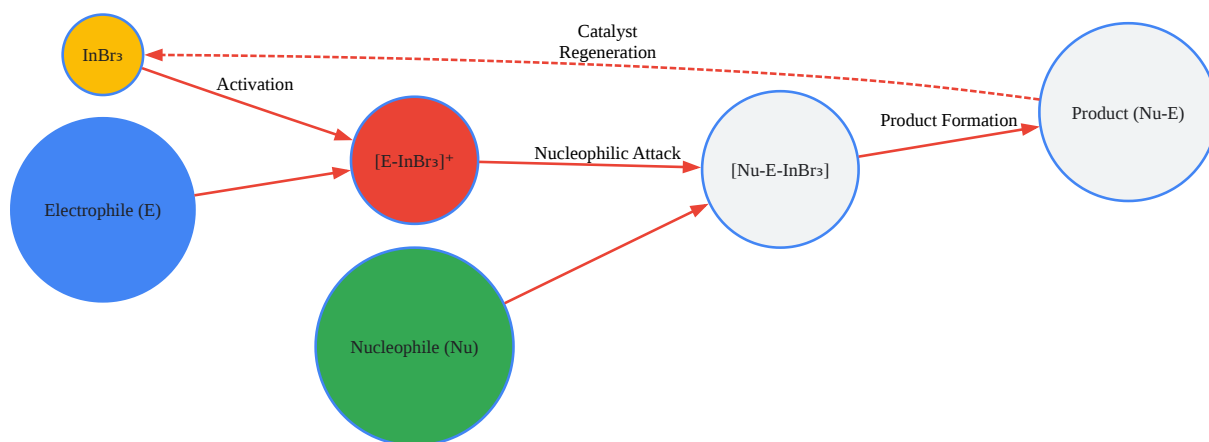 Catalyst
Regeneration
InBr₃
Activation
Product (Nu-E)
Product Formation
[E-InBr₃]⁺
Nucleophilic Attack
[Nu-E-InBr₃]
Electrophile (E)
Nucleophile (Nu)